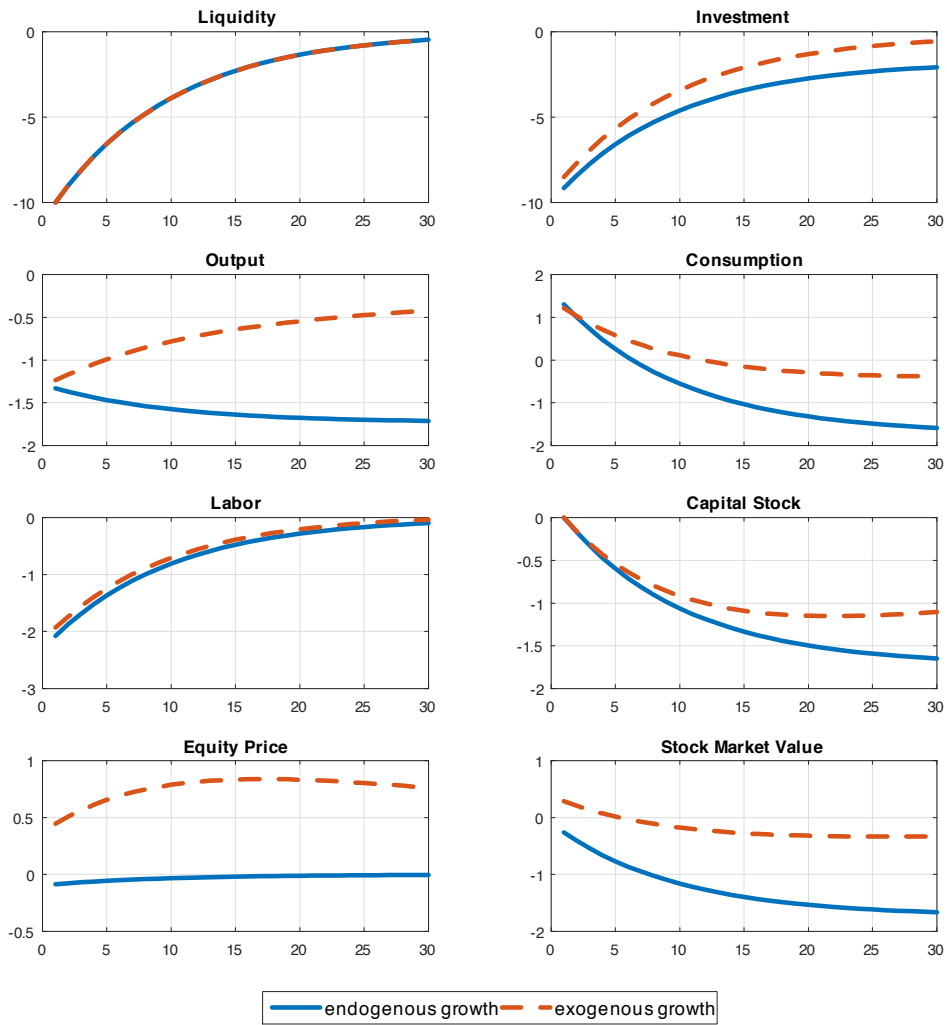 Liquidity
0
-5
-10
0 5 10 15 20 25 30
Investment
0
-5
-10
0 5 10 15 20 25 30
Output
0
-0.5
-1
-1.5
-2
0 5 10 15 20 25 30
Consumption
2
1
0
-1
-2
0 5 10 15 20 25 30
Labor
0
-1
-2
-3
0 5 10 15 20 25 30
Capital Stock
0
-0.5
-1
-1.5
-2
0 5 10 15 20 25 30
Equity Price
1
0.5
0
-0.5
0 5 10 15 20 25 30
Stock Market Value
1
0
-1
-2
0 5 10 15 20 25 30
endogenous growth exogenous growth